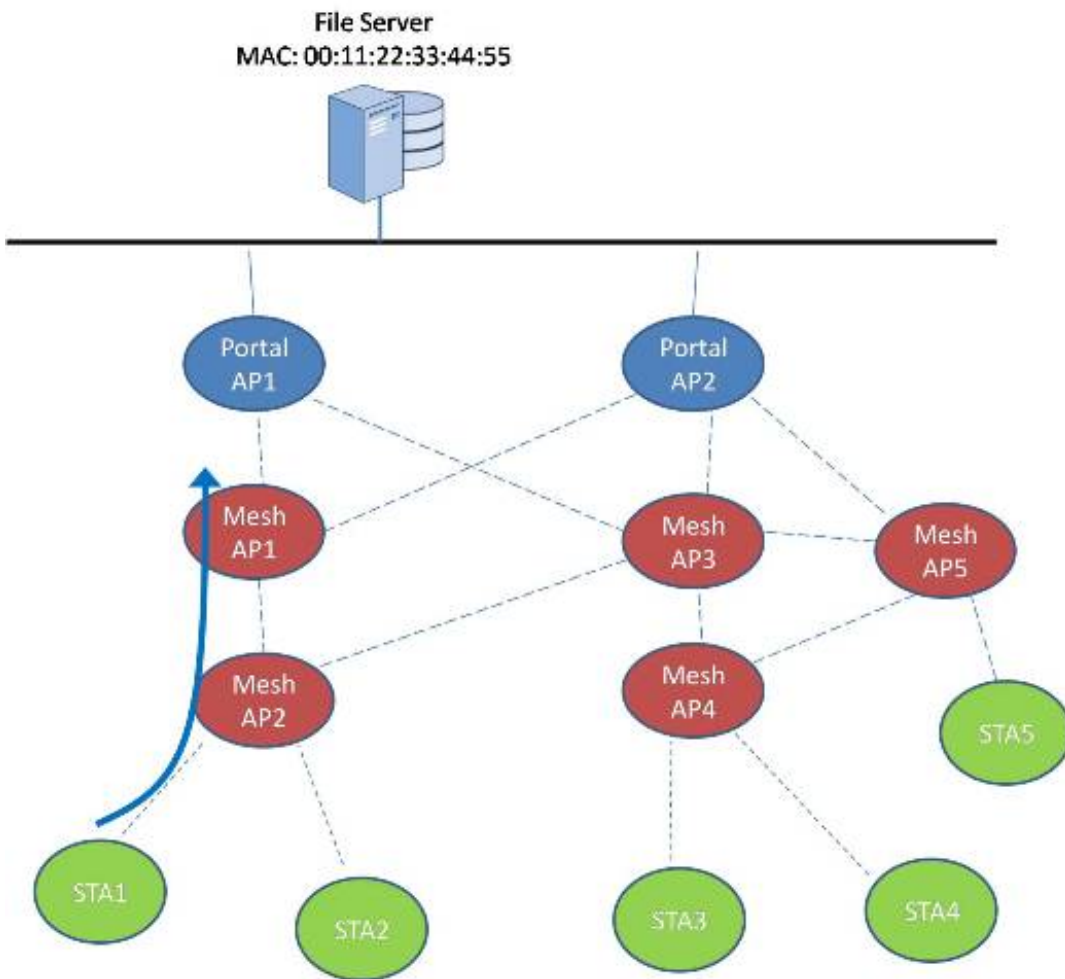 File Server
MAC: 00:11:22:33:44:55
Portal
AP1
Portal
AP2
Mesh
AP1
Mesh
AP3
Mesh
AP5
Mesh
AP2
Mesh
AP4
STA5
STA1
STA2
STA3
STA4